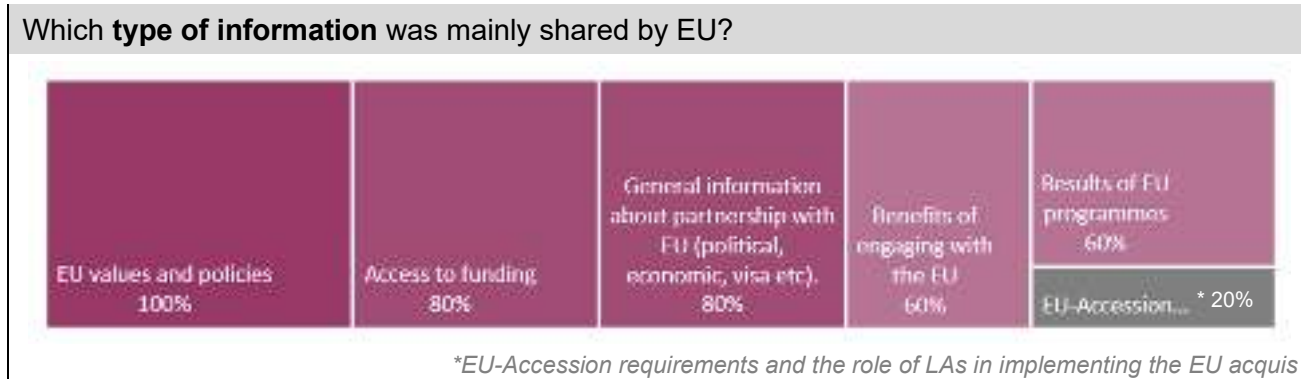 Which type of information was mainly shared by EU?
EU values and policies
100%
Access to funding
80%
General information
about partnership with
EU (political,
economic, visa etc).
80%
Benefits of
engaging with
the EU
60%
Results of EU
programmes
60%
EU-Accession... * 20%
*EU-Accession requirements and the role of LAs in implementing the EU acquis